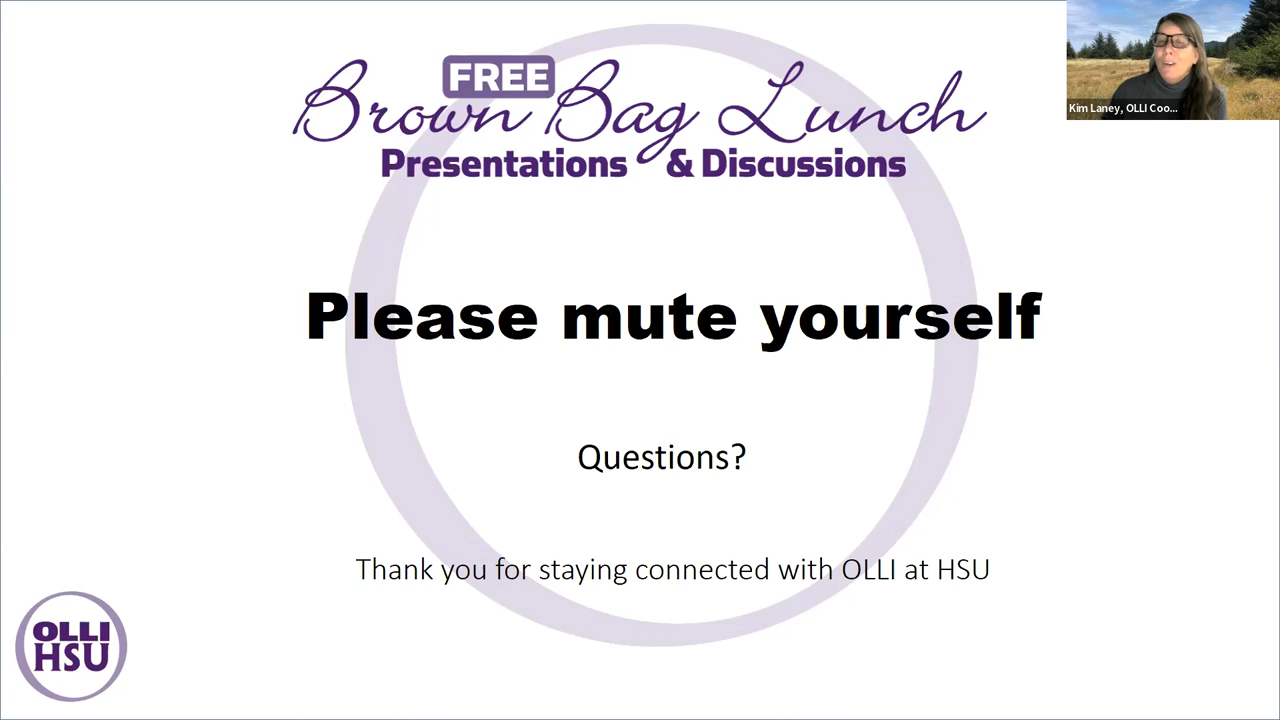 FREE
Brown Bag Lunch
Presentations & Discussions
Kim Laney, OLLI Coo...
Please mute yourself
Questions?
Thank you for staying connected with OLLI at HSU
OLLI
HSU